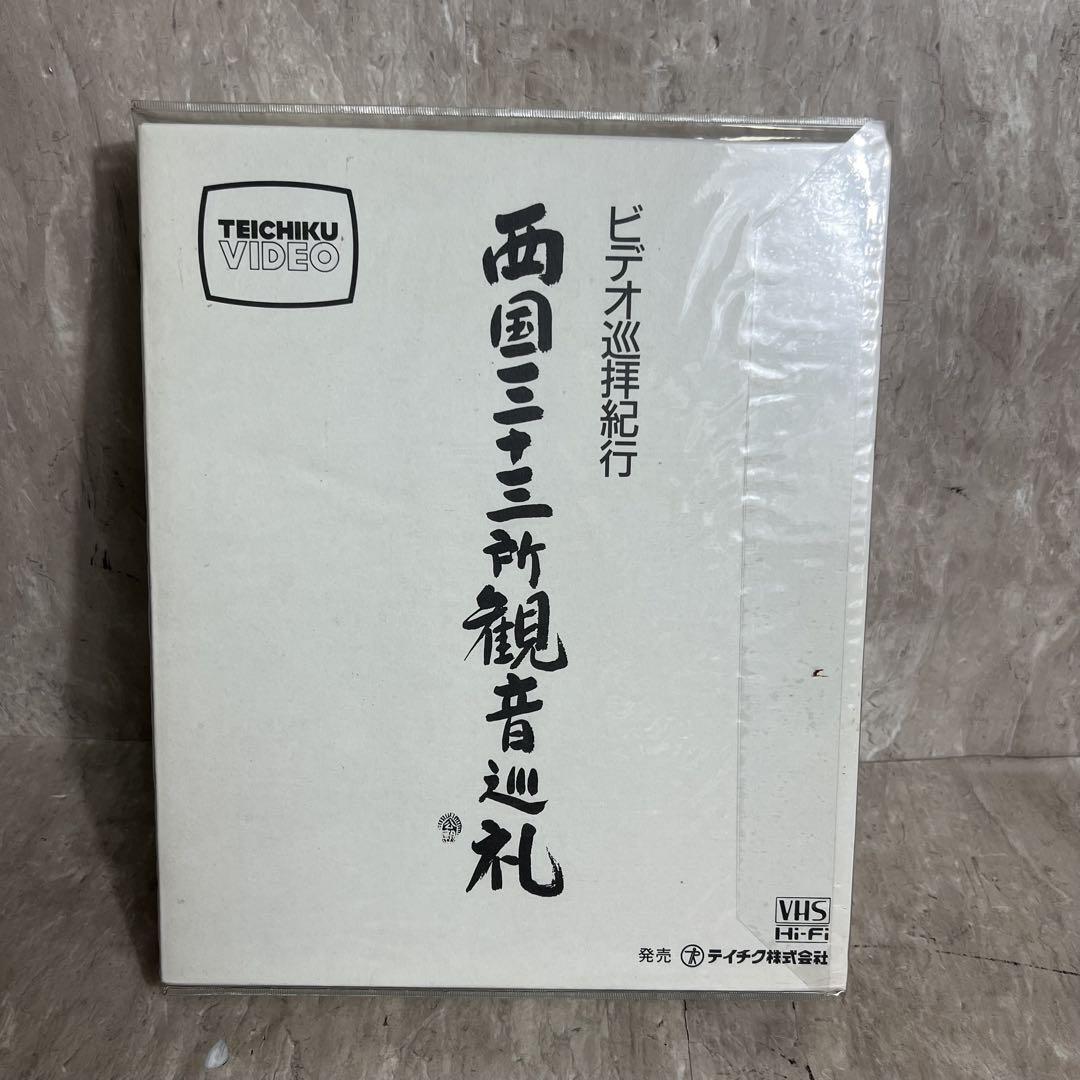 TEICHIKU
VIDEO
ビデオ巡拝紀行
西国三十三所観音巡礼
VHS
Hi-Fi
発売 テイチク株式会社